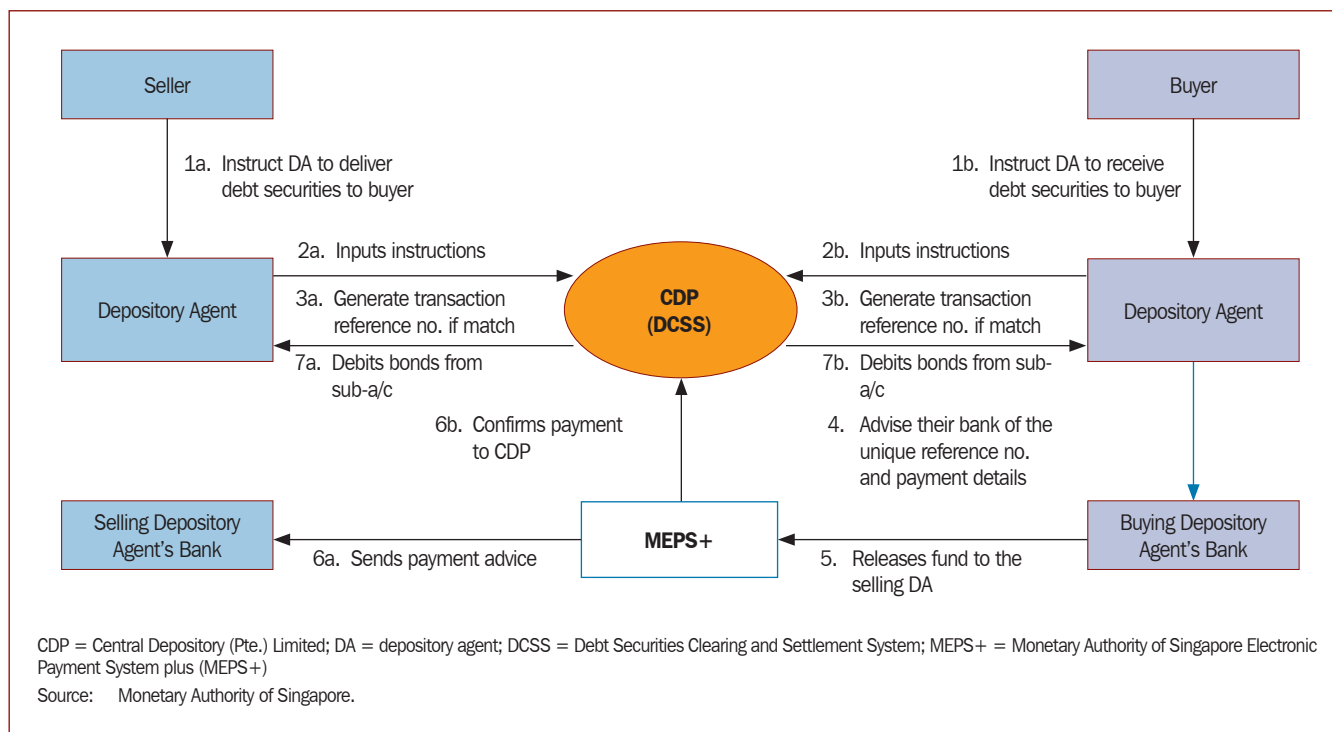 Seller
Buyer
1a. Instruct DA to deliver
debt securities to buyer
1b. Instruct DA to receive
debt securities to buyer
Depository Agent
2a. Inputs instructions
3a. Generate transaction
reference no. if match
7a. Debits bonds from
sub-a/c
CDP
(DCSS)
2b. Inputs instructions
3b. Generate transaction
reference no. if match
7b. Debits bonds from sub-
a/c
Depository Agent
6b. Confirms payment
to CDP
4. Advise their bank of the
unique reference no.
and payment details
Selling Depository
Agent's Bank
6a. Sends payment advice
MEPS+
5. Releases fund to the
selling DA
Buying Depository
Agent's Bank
CDP = Central Depository (Pte.) Limited; DA = depository agent; DCSS = Debt Securities Clearing and Settlement System; MEPS+ = Monetary Authority of Singapore Electronic
Payment System plus (MEPS+)
Source: Monetary Authority of Singapore.